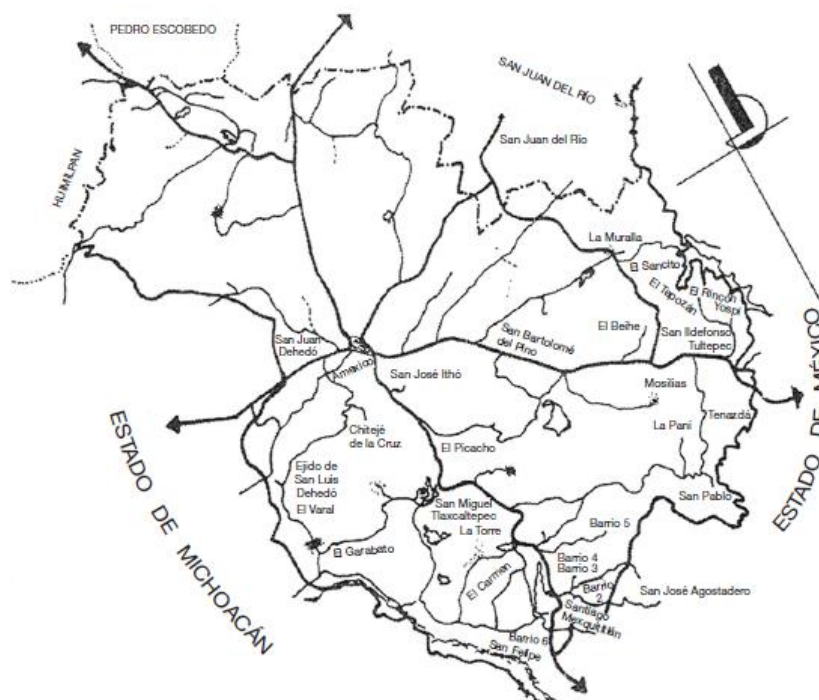 PEDRO ESCOBEDO
SAN JUAN DEL RÍO
San Juan del Río
HUIMILPAN
La Muralla
El Sancito
El Rincón
Yospí
El Tapozán
San Bartolomé
del Pino
El Beihe
San Ildefonso
Tultepec
San Juan
Dehedó
Amexico
San José Ithó
Mosilias
Tenazdá
La Paní
Chitejé
de la Cruz
El Picacho
Ejido de
San Luis
Dehedó
El Varal
San Miguel
Tlaxcaltepec
La Torre
San Pablo
Barrio 5
El Garabato
El Carmen
Barrio 4
Barrio 3
Barrio
2
San José Agostadero
Santiago
Mexquititlán
Barrio 6
San Felipe
ESTADO DE MICHOACÁN
ESTADO DE MÉXICO